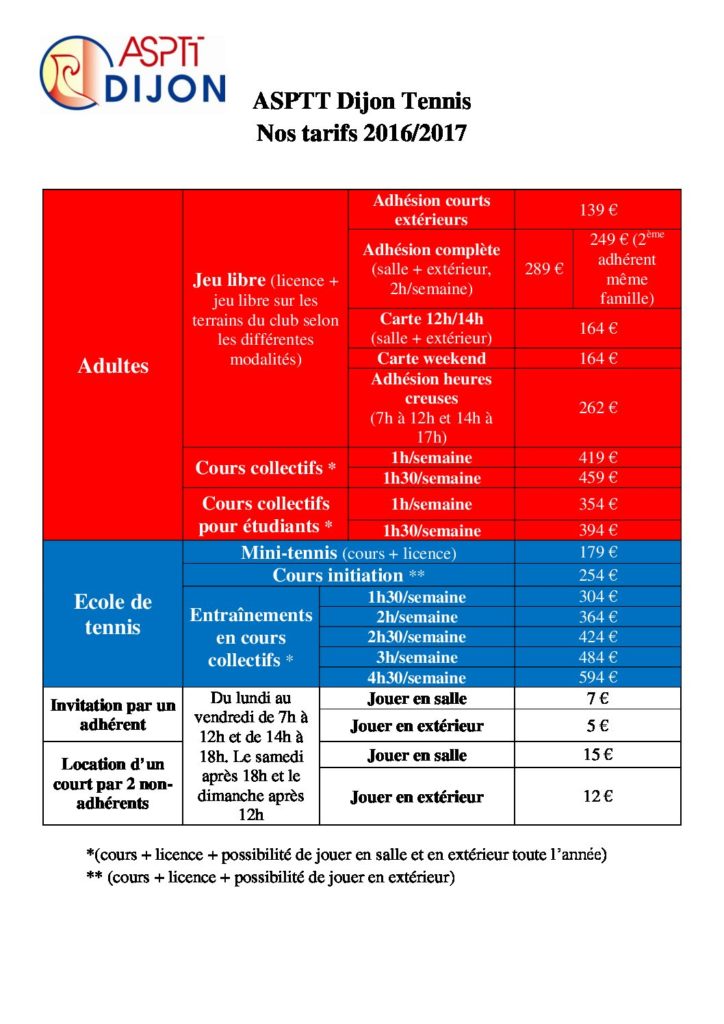 ASPTT
DIJON
ASPTT Dijon Tennis
Nos tarifs 2016/2017
Adultes
Jeu libre (licence +
jeu libre sur les
terrains du club selon
les différentes
modalités)
Adhésion courts
extérieurs
139 €
Adhésion complète
(salle + extérieur,
2h/semaine)
289 €
249 € (2ème
adhérent
même
famille)
Carte 12h/14h
(salle + extérieur)
164 €
Carte weekend
164 €
Adhésion heures
creuses
(7h à 12h et 14h à
17h)
262 €
Cours collectifs *
1h/semaine
419 €
1h30/semaine
459 €
Cours collectifs
pour étudiants *
1h/semaine
354 €
1h30/semaine
394 €
Ecole de
tennis
Mini-tennis (cours + licence)
179 €
Cours initiation **
254 €
Entraînements
en cours
collectifs *
1h30/semaine
304 €
2h/semaine
364 €
2h30/semaine
424 €
3h/semaine
484 €
4h30/semaine
594 €
Invitation par un
adhérent
Du lundi au
vendredi de 7h à
12h et de 14h à
18h. Le samedi
après 18h et le
dimanche après
12h
Jouer en salle
7 €
Jouer en extérieur
5 €
Location d’un
court par 2 non-
adhérents
Jouer en salle
15 €
Jouer en extérieur
12 €
*(cours + licence + possibilité de jouer en salle et en extérieur toute l’année)
** (cours + licence + possibilité de jouer en extérieur)